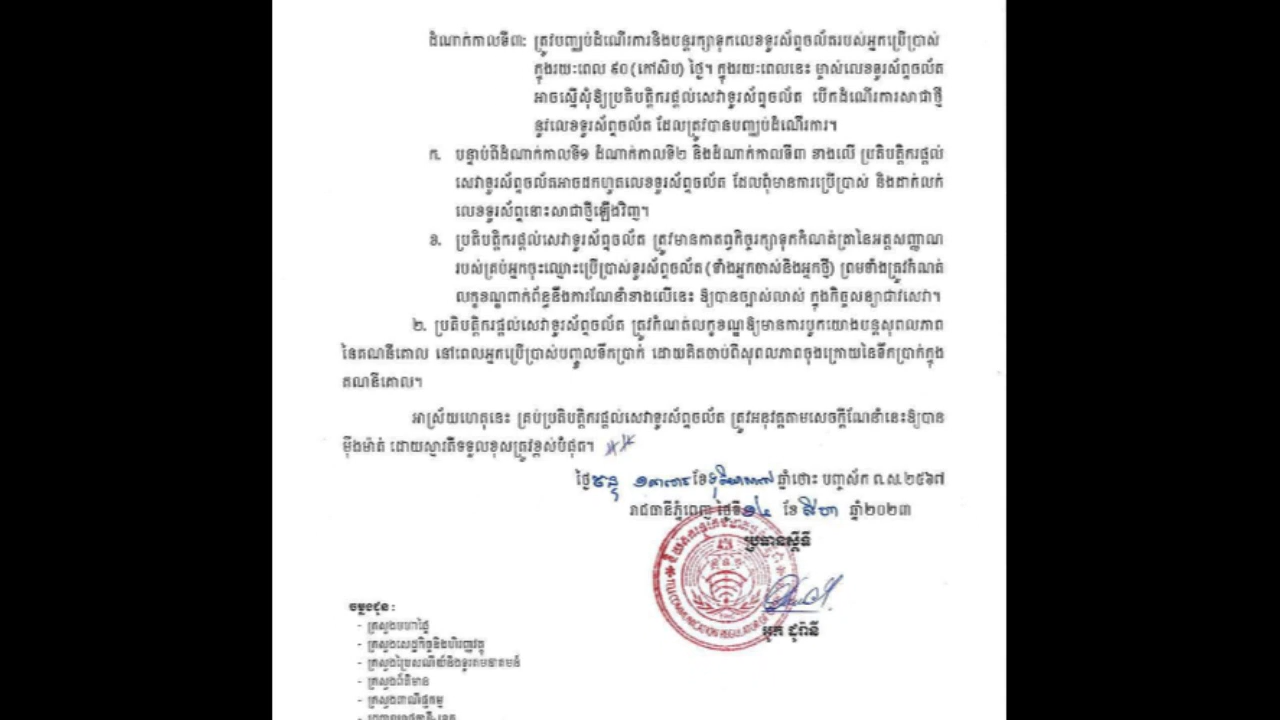 ដំណាក់កាលទី៣: ត្រូវបញ្ឈប់ដំណើរការនិងបន្តរក្សាទុកលេខទូរស័ព្ទចល័តរបស់អ្នកប្រើប្រាស់
ក្នុងរយៈពេល ៩០(កៅសិប) ថ្ងៃ។ ក្នុងរយៈពេលនេះ ម្ចាស់លេខទូរស័ព្ទចល័ត
អាចស្នើសុំឱ្យប្រតិបត្តិករផ្តល់សេវាទូរស័ព្ទចល័ត បើកដំណើរការសាជាថ្មី
នូវលេខទូរស័ព្ទចល័ត ដែលត្រូវបានបញ្ឈប់ដំណើរការ។
ក. បន្ទាប់ពីដំណាក់កាលទី១ ដំណាក់កាលទី២ និងដំណាក់កាលទី៣ ខាងលើ ប្រតិបត្តិករផ្តល់
សេវាទូរស័ព្ទចល័តអាចដកហូតលេខទូរស័ព្ទចល័ត ដែលពុំមានការប្រើប្រាស់ និងដាក់លក់
លេខទូរស័ព្ទនោះសាជាថ្មីឡើងវិញ។
ខ. ប្រតិបត្តិករផ្តល់សេវាទូរស័ព្ទចល័ត ត្រូវមានកាតព្វកិច្ចរក្សាទុកកំណត់ត្រានៃអត្តសញ្ញាណ
របស់គ្រប់អ្នកចុះឈ្មោះប្រើប្រាស់ទូរស័ព្ទចល័ត(ទាំងអ្នកចាស់និងអ្នកថ្មី) ព្រមទាំងត្រូវកំណត់
លក្ខខណ្ឌពាក់ព័ន្ធនឹងការណែនាំខាងលើនេះ ឱ្យបានច្បាស់លាស់ ក្នុងកិច្ចសន្យាជាវសេវា។
២. ប្រតិបត្តិករផ្តល់សេវាទូរស័ព្ទចល័ត ត្រូវកំណត់លក្ខខណ្ឌឱ្យមានការបូកយោងបន្តសុពលភាព
នៃគណនីគោល នៅពេលអ្នកប្រើប្រាស់បញ្ចូលទឹកប្រាក់ ដោយគិតចាប់ពីសុពលភាពចុងក្រោយនៃទឹកប្រាក់ក្នុង
គណនីគោល។
អាស្រ័យហេតុនេះ គ្រប់ប្រតិបត្តិករផ្តល់សេវាទូរស័ព្ទចល័ត ត្រូវអនុវត្តតាមសេចក្តីណែនាំនេះឱ្យបាន
ម៉ឺងម៉ាត់ ដោយស្មារតីទទួលខុសត្រូវខ្ពស់បំផុត។
ថ្ងៃចន្ទ ខែទុតិយាសាឍ ឆ្នាំថោះ បញ្ចស័ក ព.ស.២៥៦៧
រាជធានីភ្នំពេញ ថ្ងៃទី១៤ ខែ សីហា ឆ្នាំ២០២៣
ប្រធានស្តីទី
អ៊ុក ដូរ៉ានី
ចម្លងជូន:
- ក្រសួងមហាផ្ទៃ
- ក្រសួងសេដ្ឋកិច្ចនិងហិរញ្ញវត្ថុ
- ក្រសួងប្រៃសណីយ៍និងទូរគមនាគមន៍
- ក្រសួងព័ត៌មាន
- ក្រសួងពាណិជ្ជកម្ម